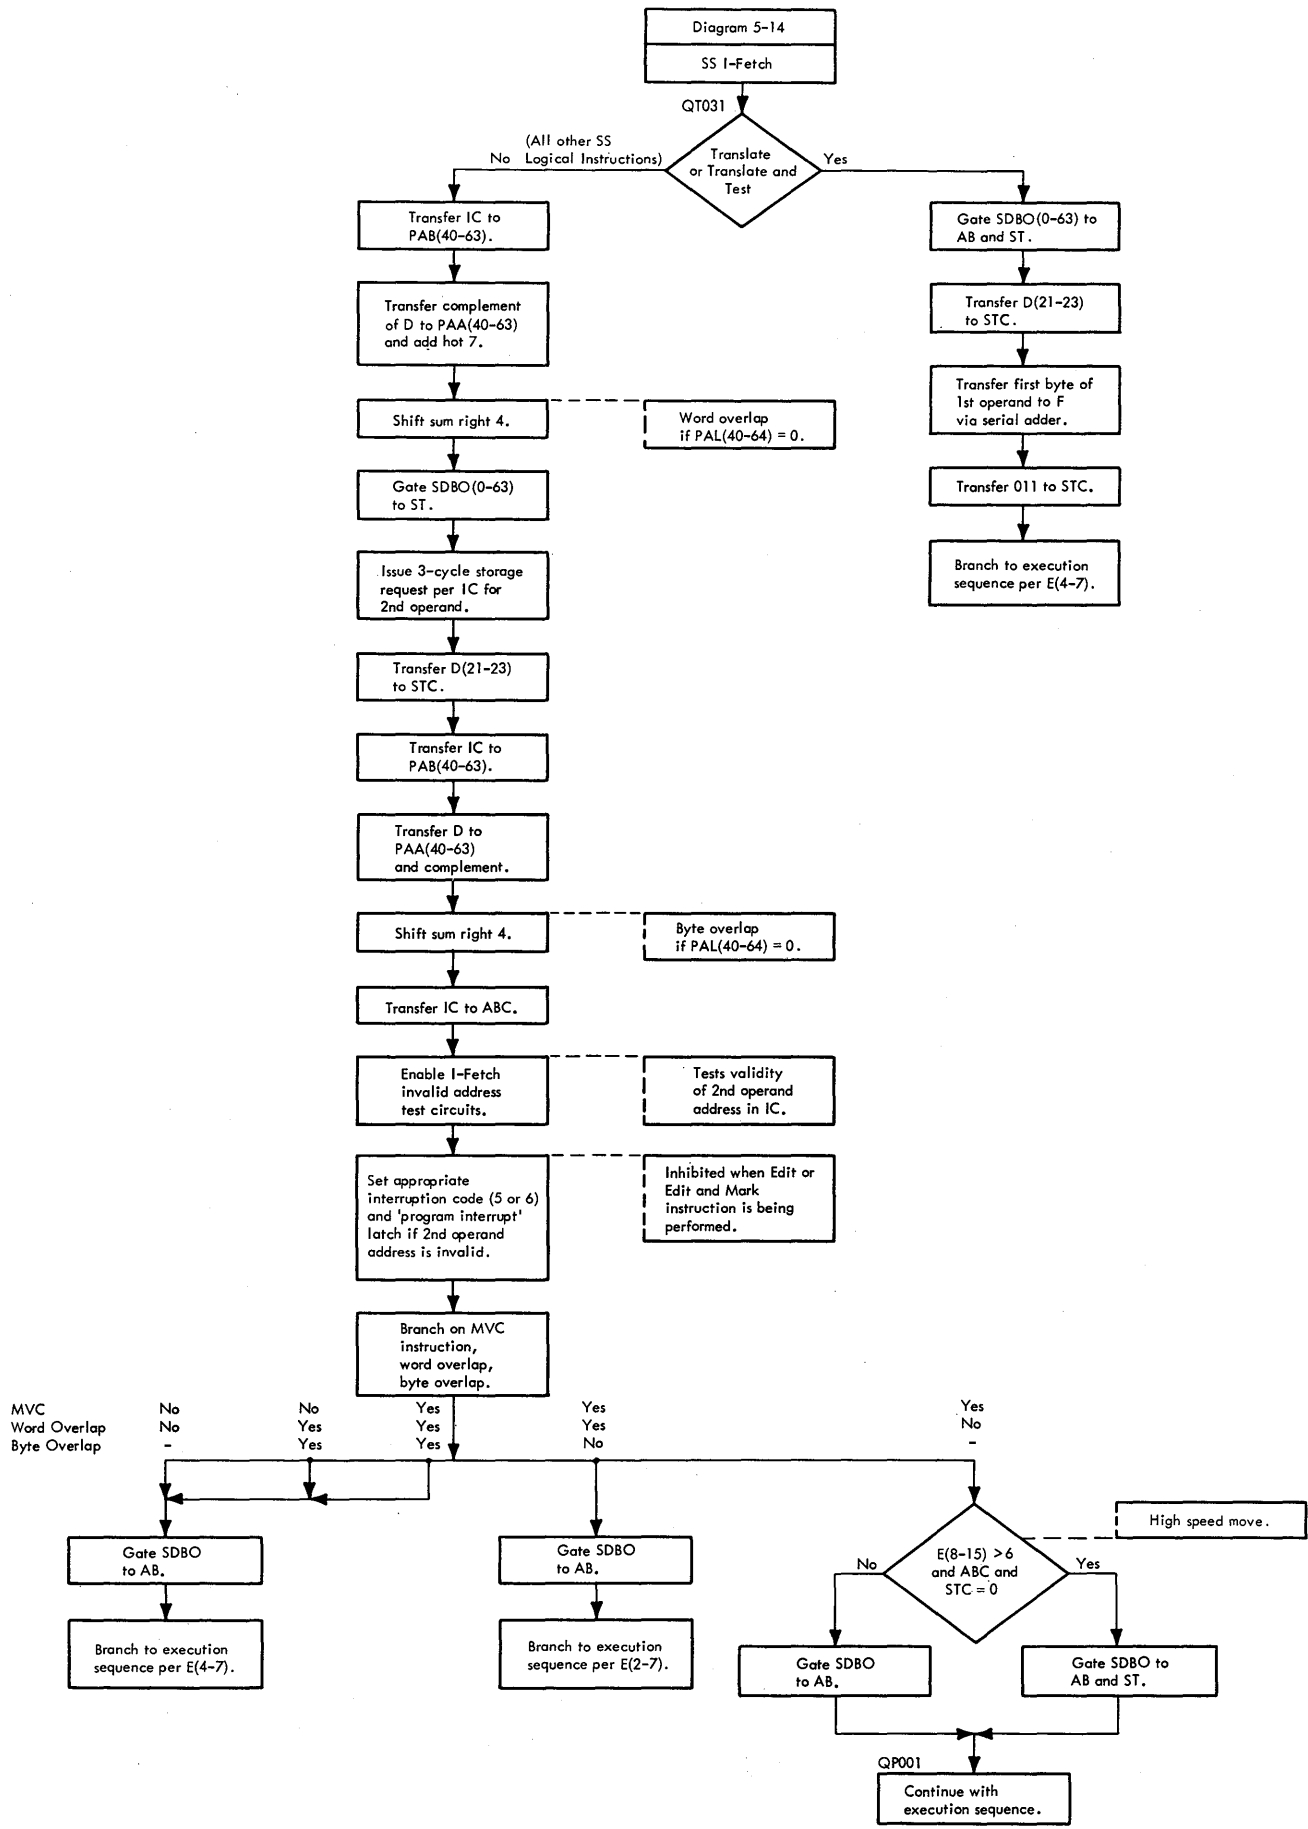 Diagram 5-14
SS I-Fetch
QT031
Translate
or Translate and
Test
(All other SS
No Logical Instructions)
Yes
Transfer IC to
PAB(40-63).
Transfer complement
of D to PAA(40-63)
and add hot 7.
Shift sum right 4.
Word overlap
if PAL(40-64) = 0.
Gate SDBO(0-63)
to ST.
Issue 3-cycle storage
request per IC for
2nd operand.
Transfer D(21-23)
to STC.
Transfer IC to
PAB(40-63).
Transfer D to
PAA(40-63)
and complement.
Shift sum right 4.
Byte overlap
if PAL(40-64) = 0.
Transfer IC to ABC.
Enable I-Fetch
invalid address
test circuits.
Tests validity
of 2nd operand
address in IC.
Set appropriate
interruption code (5 or 6)
and 'program interrupt'
latch if 2nd operand
address is invalid.
Inhibited when Edit or
Edit and Mark
instruction is being
performed.
Branch on MVC
instruction,
word overlap,
byte overlap.
Gate SDBO(0-63) to
AB and ST.
Transfer D(21-23)
to STC.
Transfer first byte of
1st operand to F
via serial adder.
Transfer 011 to STC.
Branch to execution
sequence per E(4-7).
MVC No No Yes Yes Yes
Word Overlap No Yes Yes Yes No
Byte Overlap - Yes Yes No -
Gate SDBO
to AB.
Branch to execution
sequence per E(4-7).
Gate SDBO
to AB.
Branch to execution
sequence per E(2-7).
High speed move.
E(8-15) >6
and ABC and
STC = 0
No
Yes
Gate SDBO
to AB.
Gate SDBO to
AB and ST.
QP001
Continue with
execution sequence.